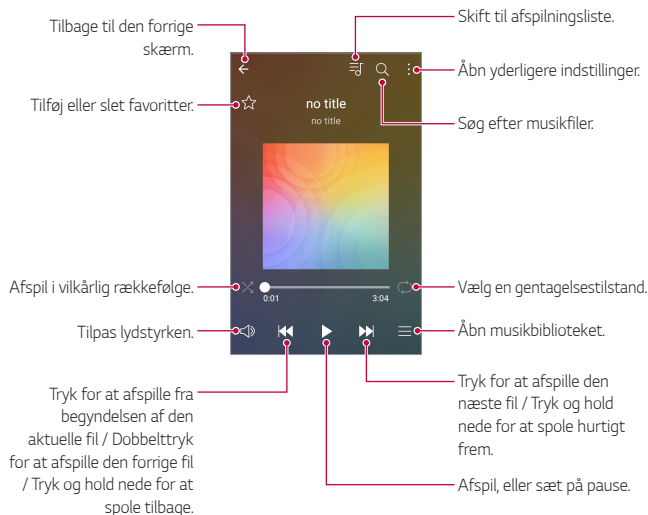 Tilbage til den forrige
skærm.
Skift til afspilningsliste.
Åbn yderligere indstillinger.
Tilføj eller slet favoritter.
no title
no title
Søg efter musikfiler.
Afspil i vilkårlig rækkefølge.
0:01
3:04
Vælg en gentagelsestilstand.
Tilpas lydstyrken.
Åbn musikbiblioteket.
Tryk for at afspille fra
begyndelsen af den
aktuelle fil / Dobbelttryk
for at afspille den forrige fil
/ Tryk og hold nede for at
spole tilbage.
Tryk for at afspille den
næste fil / Tryk og hold
nede for at spole hurtigt
frem.
Afspil, eller sæt på pause.